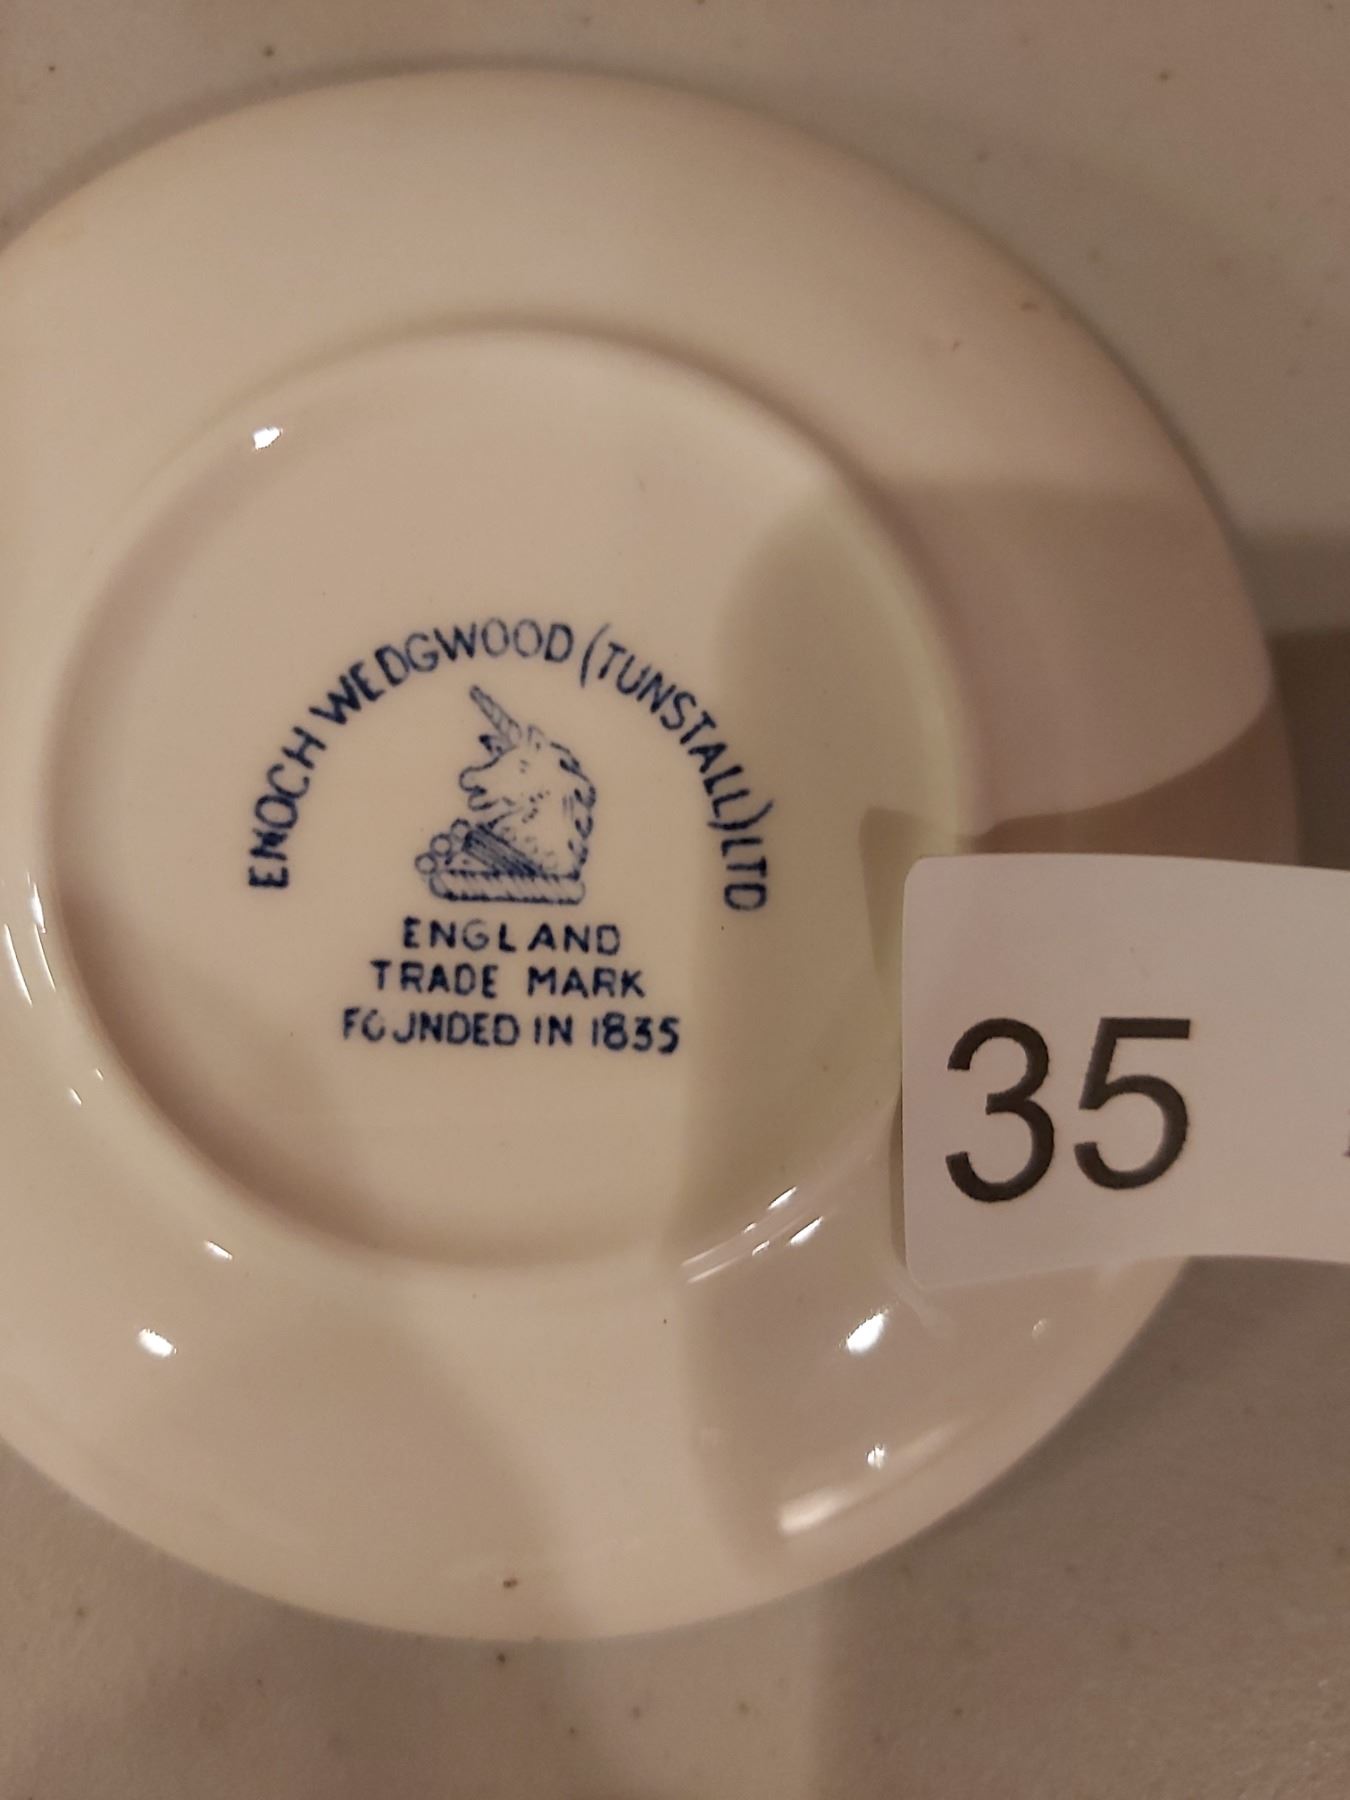 ENOCH WEDGWOOD (TUNSTALL) LTD
ENGLAND
TRADE MARK
FOUNDED IN 1835
35